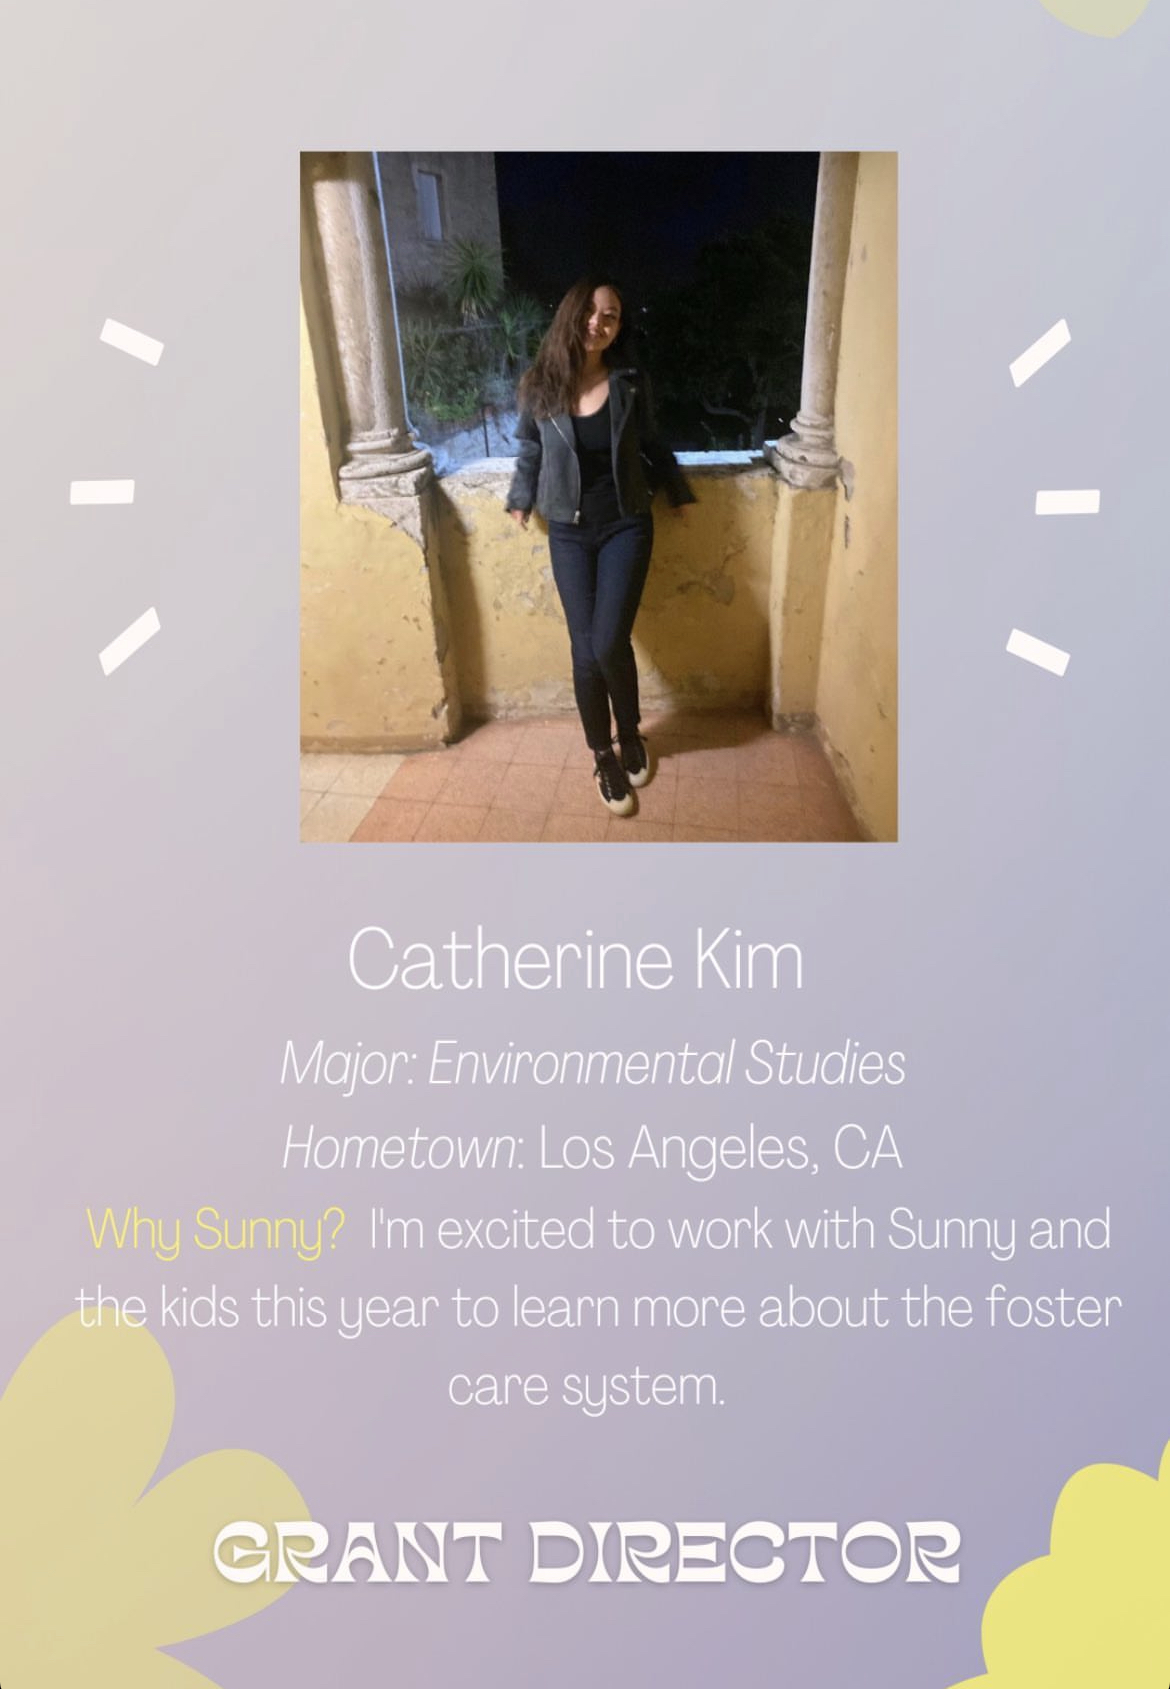 Catherine Kim
Major: Environmental Studies
Hometown: Los Angeles, CA
Why Sunny? I'm excited to work with Sunny and
the kids this year to learn more about the foster
care system.
GRANT DIRECTOR